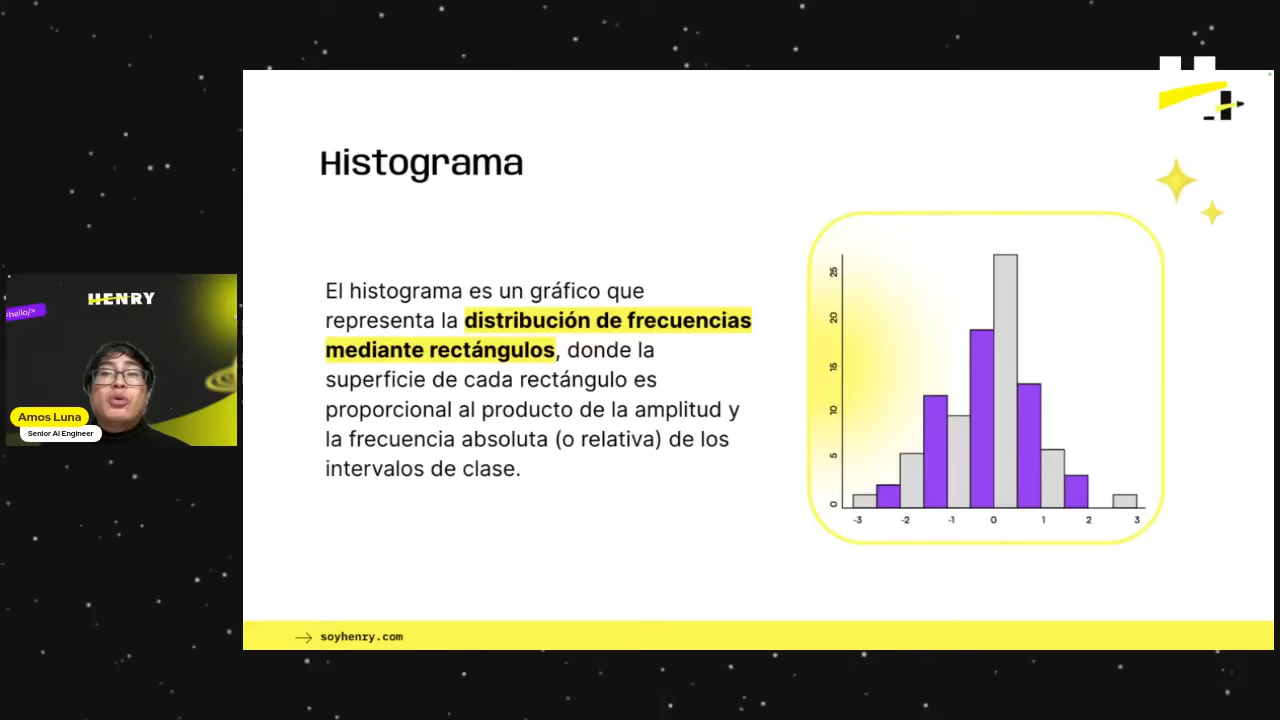 Histograma
El histograma es un gráfico que
representa la distribución de frecuencias
mediante rectángulos, donde la
superficie de cada rectángulo es
proporcional al producto de la amplitud y
la frecuencia absoluta (o relativa) de los
intervalos de clase.
25
20
15
10
5
0
-3 -2 -1 0 1 2 3
<hello/>
HENRY
Amos Luna
Senior AI Engineer
soyhenry.com